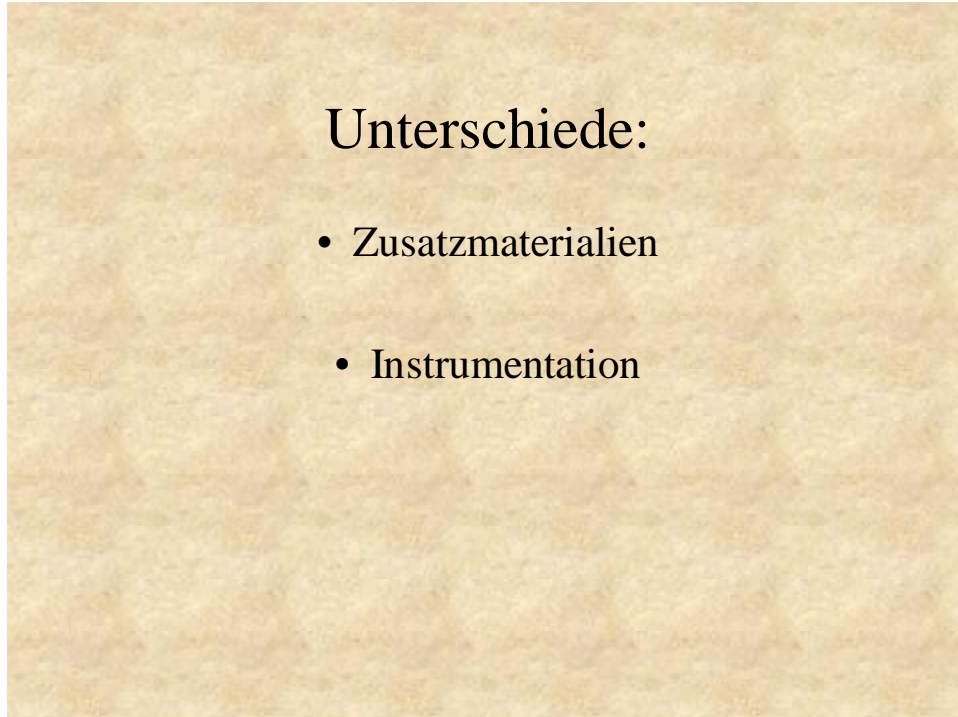 Unterschiede:
• Zusatzmaterialien
• Instrumentation